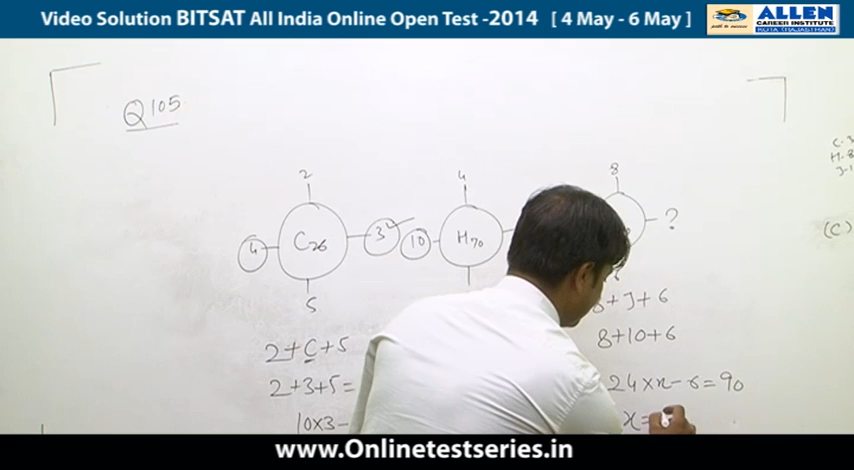 Video Solution BITSAT All India Online Open Test -2014 [ 4 May - 6 May ]
ALLEN
CAREER INSTITUTE
KOTA (RAJASTHAN)
Q105
2 4 8
4 C26 3 10 H70 ?
5
2+C+5
2+3+5=
10×3-
+J+6
8+10+6
24×x-6=90
x=
(C)
www.Onlinetestseries.in